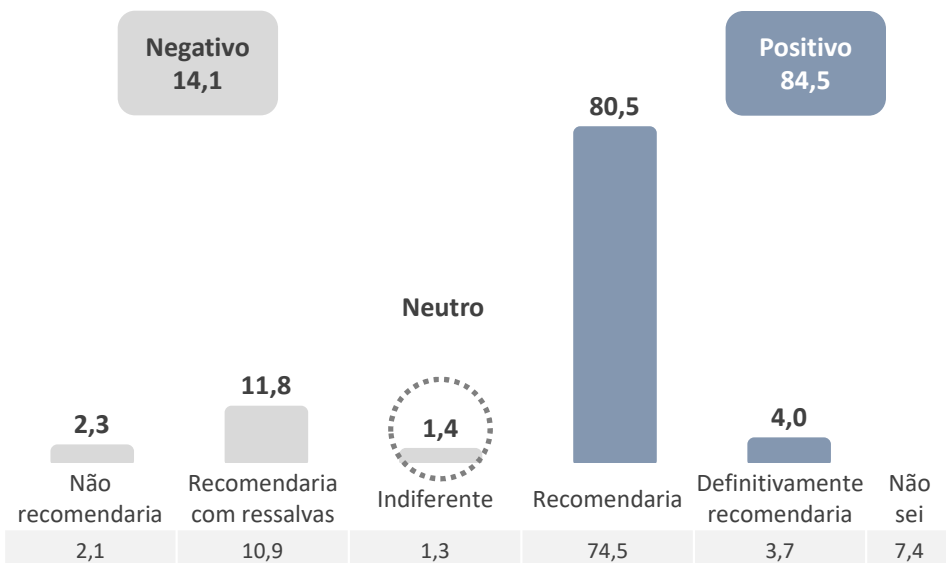 Negativo
14,1
Positivo
84,5
80,5
Neutro
11,8
2,3
1,4
4,0
Não
recomendaria
Recomendaria
com ressalvas
Indiferente
Recomendaria
Definitivamente
recomendaria
Não
sei
2,1
10,9
1,3
74,5
3,7
7,4